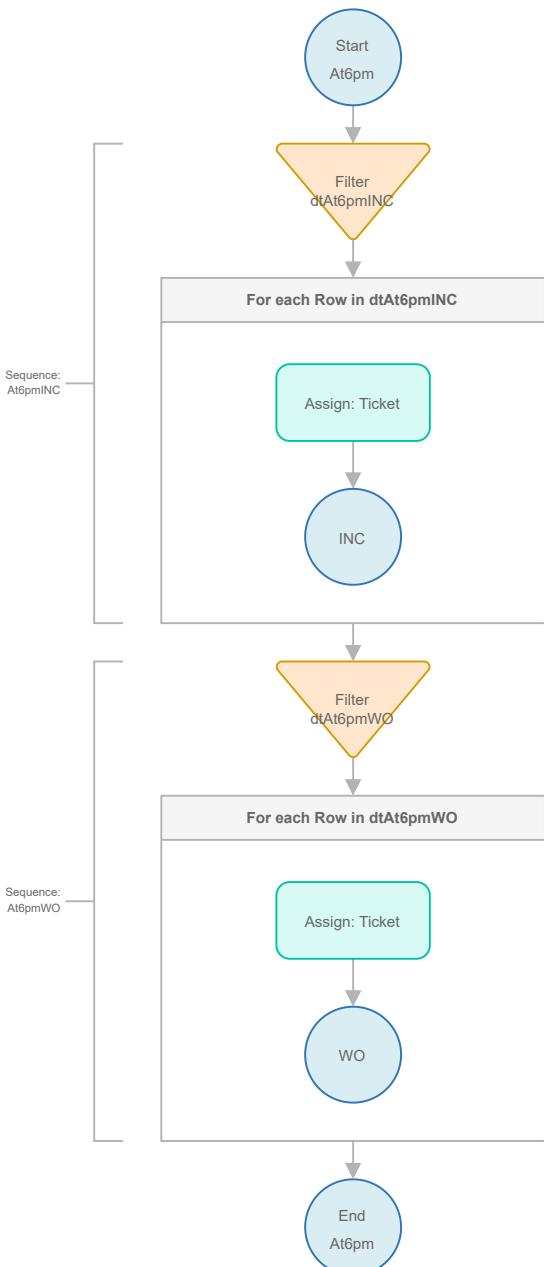 Start
At6pm
Filter
dtAt6pmINC
For each Row in dtAt6pmINC
Sequence:
At6pmINC
Assign: Ticket
INC
Filter
dtAt6pmWO
For each Row in dtAt6pmWO
Sequence:
At6pmWO
Assign: Ticket
WO
End
At6pm